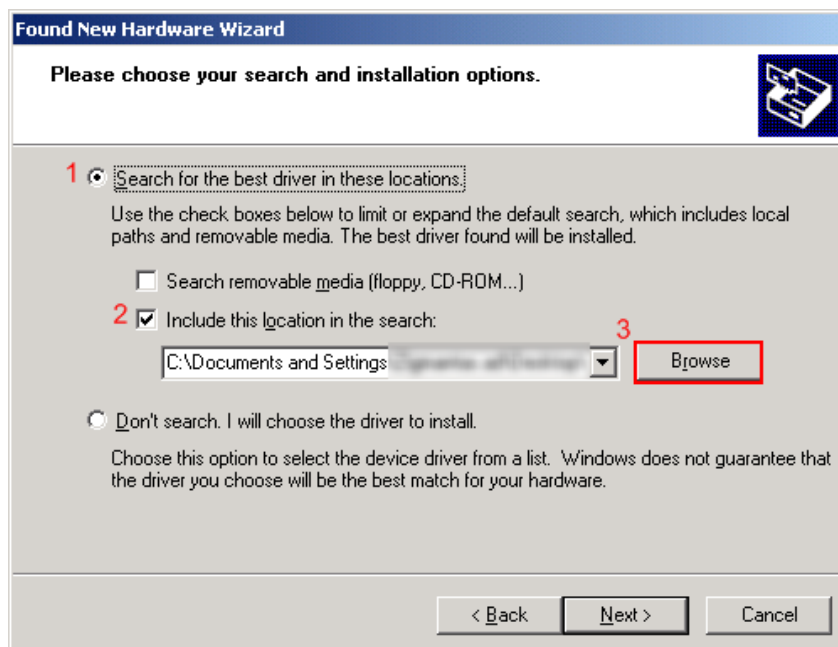 Found New Hardware Wizard
Please choose your search and installation options.
1 Search for the best driver in these locations.
Use the check boxes below to limit or expand the default search, which includes local
paths and removable media. The best driver found will be installed.
Search removable media (floppy, CD-ROM...)
2 Include this location in the search:
3
C:\Documents and Settings Browse
Don't search. I will choose the driver to install.
Choose this option to select the device driver from a list. Windows does not guarantee that
the driver you choose will be the best match for your hardware.
< Back Next > Cancel